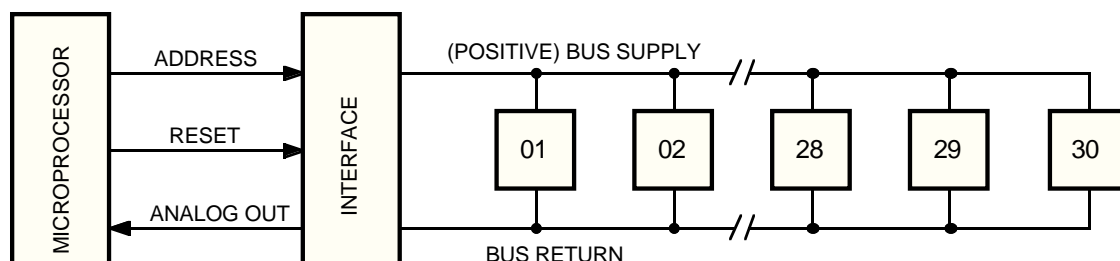 MICROPROCESSOR
ADDRESS
RESET
ANALOG OUT
INTERFACE
(POSITIVE) BUS SUPPLY
01
02
28
29
30
BUS RETURN